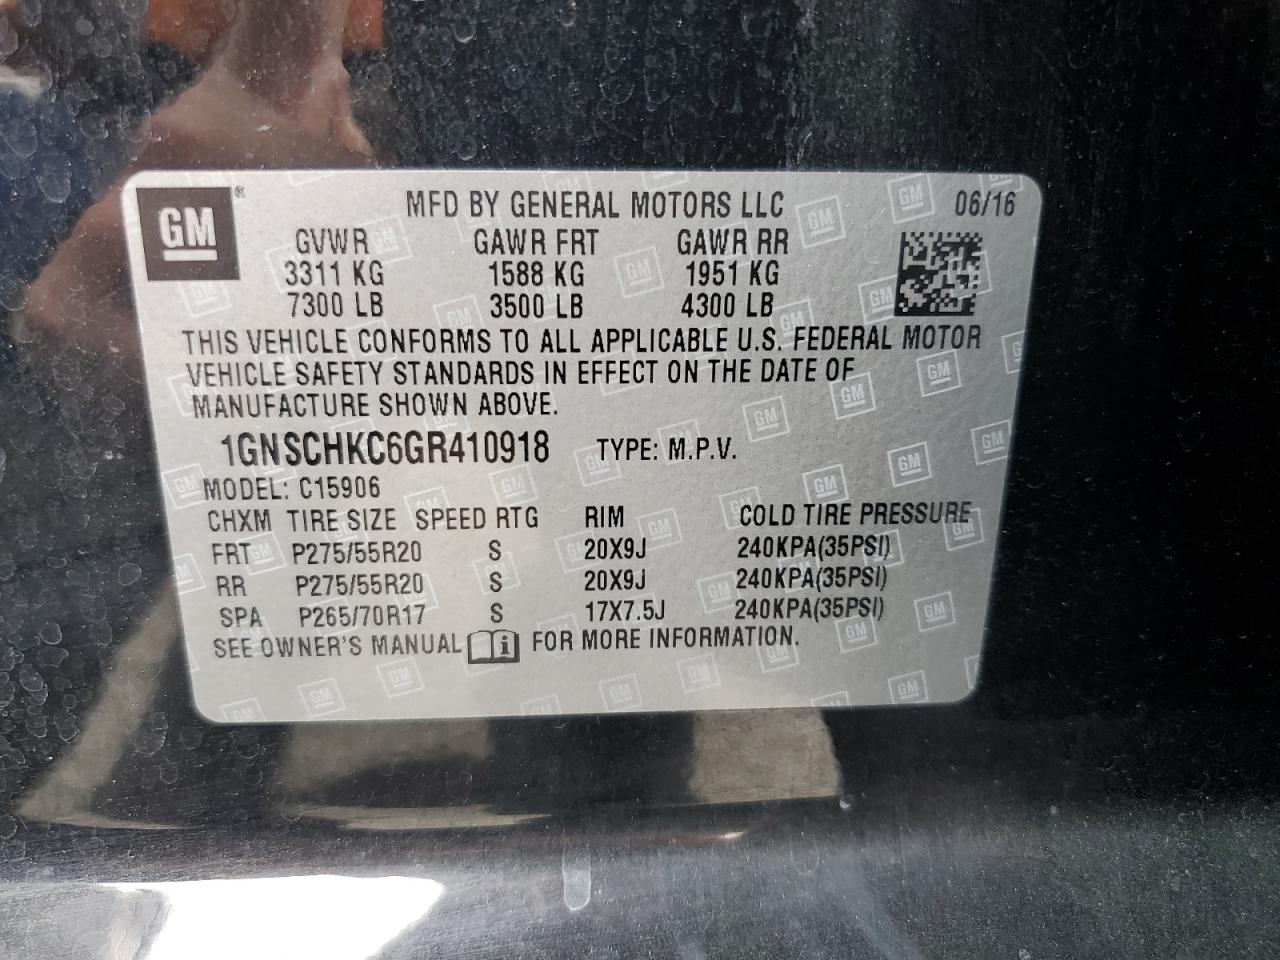 GM ® MFD BY GENERAL MOTORS LLC 06/16
GVWR GAWR FRT GAWR RR
3311 KG 1588 KG 1951 KG
7300 LB 3500 LB 4300 LB
THIS VEHICLE CONFORMS TO ALL APPLICABLE U.S. FEDERAL MOTOR
VEHICLE SAFETY STANDARDS IN EFFECT ON THE DATE OF
MANUFACTURE SHOWN ABOVE.
1GNSCHKC6GR410918 TYPE: M.P.V.
MODEL: C15906
CHXM TIRE SIZE SPEED RTG RIM COLD TIRE PRESSURE
FRT P275/55R20 S 20X9J 240KPA(35PSI)
RR P275/55R20 S 20X9J 240KPA(35PSI)
SPA P265/70R17 S 17X7.5J 240KPA(35PSI)
SEE OWNER'S MANUAL i FOR MORE INFORMATION.